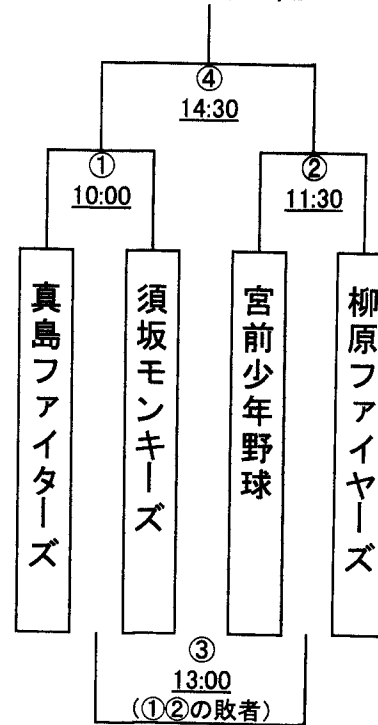 ④
14:30
①
10:00
②
11:30
真島ファイターズ
須坂モンキーズ
宮前少年野球
柳原ファイヤーズ
③
13:00
(①②の敗者)